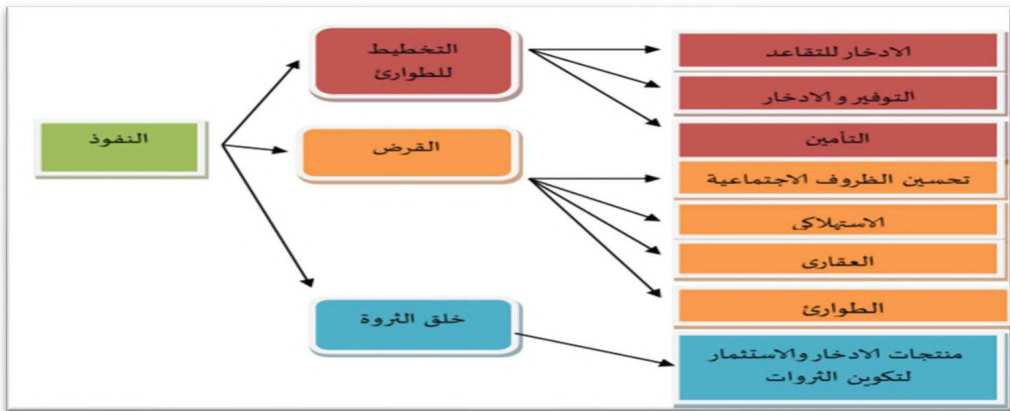 النفوذ
التخطيط
للطوارئ
القرض
خلق الثروة
الادخار للتقاعد
التوفير و الادخار
التأمين
تحسين الظروف الاجتماعية
الاستهلاكي
العقاري
الطوارئ
منتجات الادخار والاستثمار
لتكوين الثروات